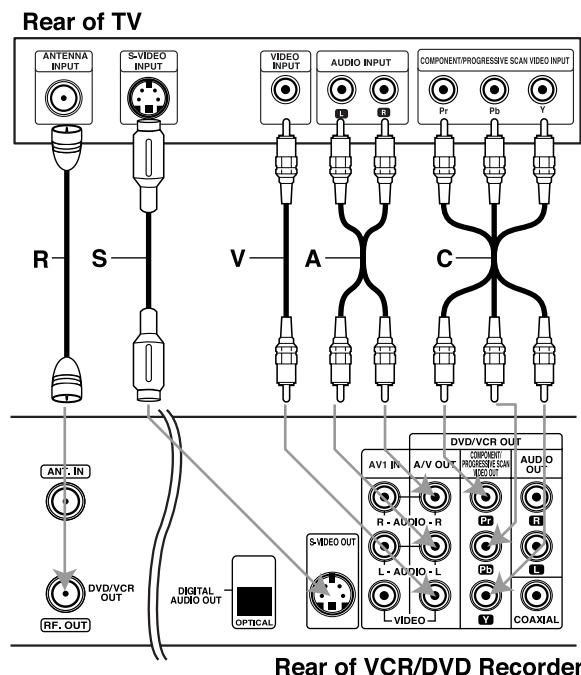 Rear of TV
ANTENNA INPUT
S-VIDEO INPUT
VIDEO INPUT
AUDIO INPUT
COMPONENT/PROGRESSIVE SCAN VIDEO INPUT
L
R
Pr
Pb
Y
R
S
V
A
C
DVD/VCR OUT
ANT. IN
AV1 IN
A/V OUT
COMPONENT/
PROGRESSIVE SCAN
VIDEO OUT
AUDIO
OUT
R - AUDIO - R
Pr
R
S-VIDEO OUT
L - AUDIO - L
Pb
L
DVD/VCR
OUT
RF. OUT
DIGITAL
AUDIO OUT
OPTICAL
VIDEO
Y
COAXIAL
Rear of VCR/DVD Recorder